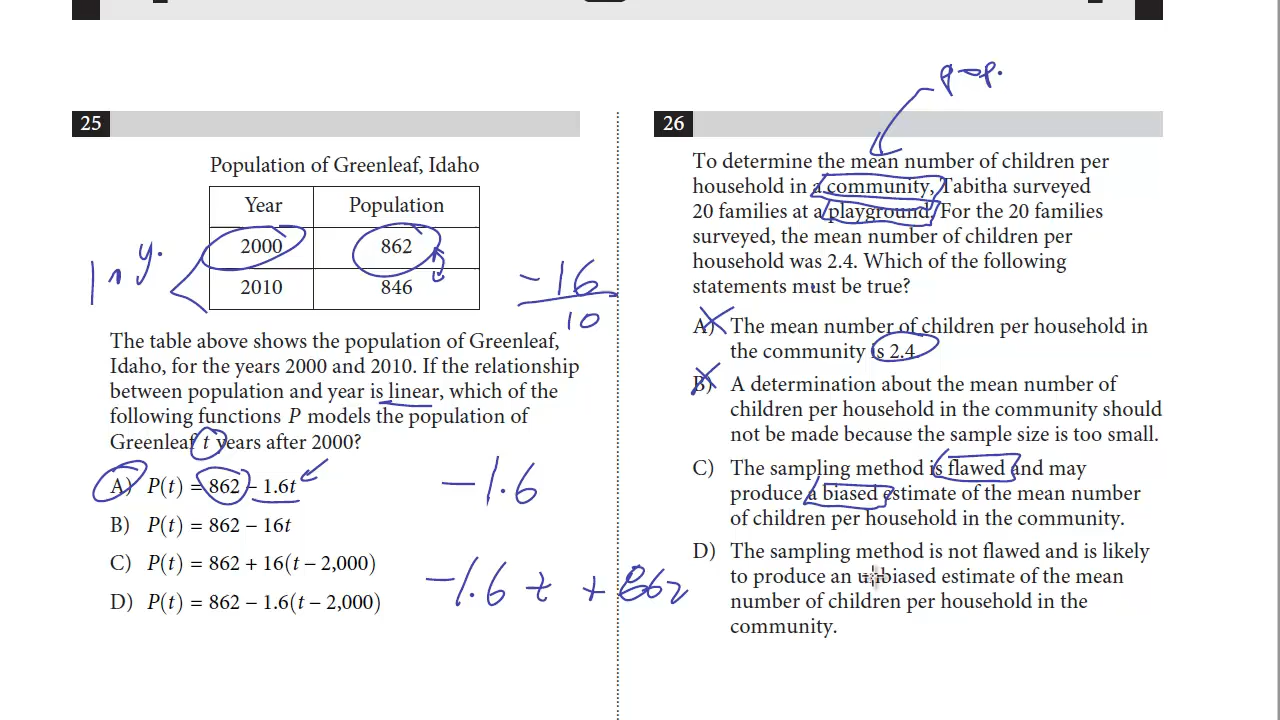 25
Population of Greenleaf, Idaho
Year Population
2000 862
2010 846
-16
10
The table above shows the population of Greenleaf,
Idaho, for the years 2000 and 2010. If the relationship
between population and year is linear, which of the
following functions P models the population of
Greenleaf t years after 2000?
A) P(t) = 862 − 1.6t
B) P(t) = 862 − 16t
C) P(t) = 862 + 16(t − 2,000)
D) P(t) = 862 − 1.6(t − 2,000)
-1.6
-1.6 t + 862
pop.
26
To determine the mean number of children per
household in a community, Tabitha surveyed
20 families at a playground. For the 20 families
surveyed, the mean number of children per
household was 2.4. Which of the following
statements must be true?
A) The mean number of children per household in
the community is 2.4.
B) A determination about the mean number of
children per household in the community should
not be made because the sample size is too small.
C) The sampling method is flawed and may
produce a biased estimate of the mean number
of children per household in the community.
D) The sampling method is not flawed and is likely
to produce an unbiased estimate of the mean
number of children per household in the
community.